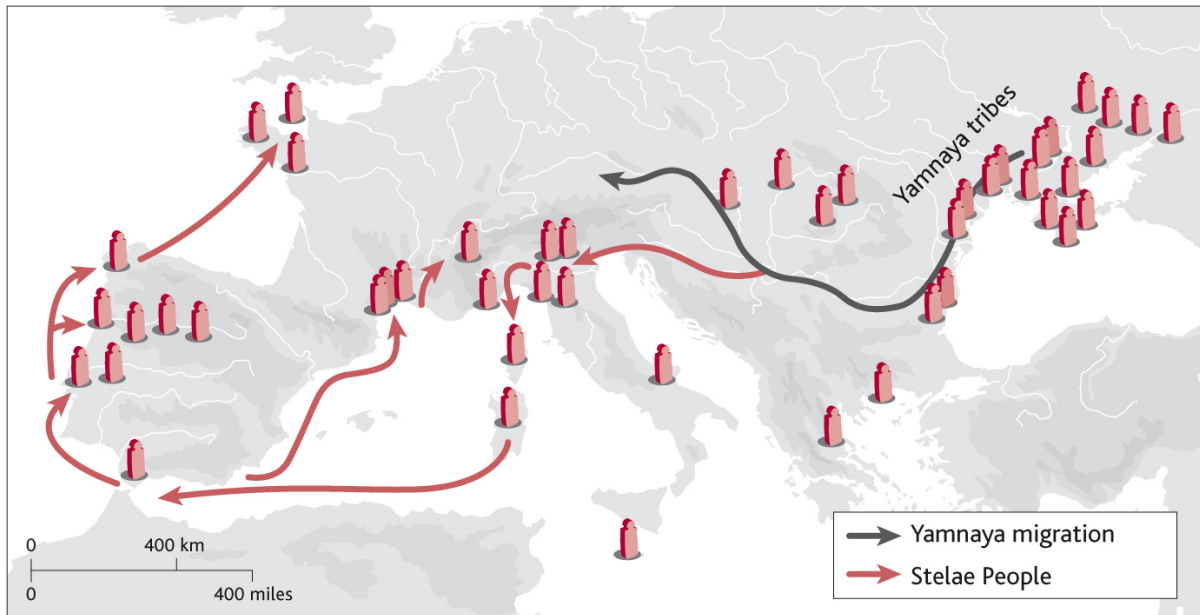 Yamnaya tribes
0 400 km
0 400 miles
Yamnaya migration
Stelae People